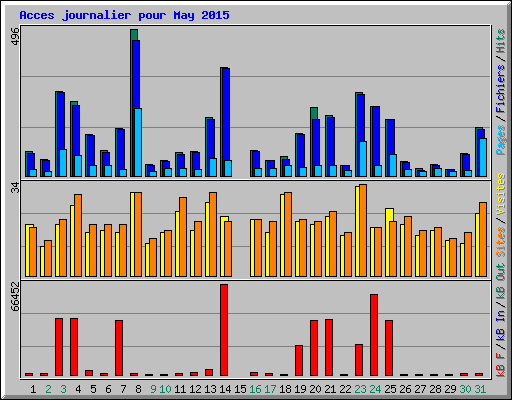 Acces journalier pour May 2015
496
Pages / Fichiers / Hits
34
Sites / Visites
66452
kB F / kB In / kB Out
1 2 3 4 5 6 7 8 9 10 11 12 13 14 15 16 17 18 19 20 21 22 23 24 25 26 27 28 29 30 31